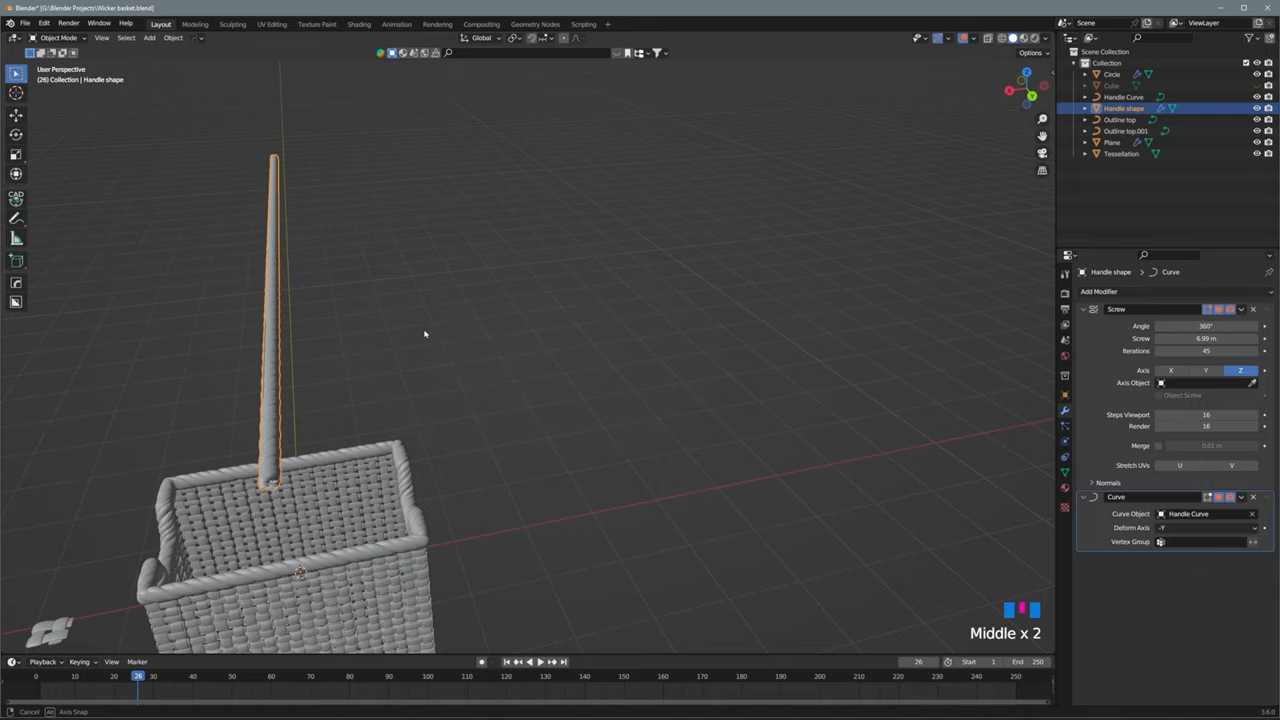 Blender* [G:\Blender Projects\Wicker basket.blend]
File Edit Render Window Help Layout Modeling Sculpting UV Editing Texture Paint Shading Animation Rendering Compositing Geometry Nodes Scripting + Scene ViewLayer
Object Mode View Select Add Object Global
Options
User Perspective
(26) Collection | Handle shape
Z
X
Y
CAD
Scene Collection
Collection
Circle
Cube
Handle Curve
Handle shape
Outline top
Outline top.001
Plane
Tessellation
Handle shape > Curve
Add Modifier
Screw
Angle 360°
Screw 6.99 m
Iterations 45
Axis X Y Z
Axis Object
Object Screw
Steps Viewport 16
Render 16
Merge 0.01 m
Stretch UVs U V
Normals
Curve
Curve Object Handle Curve
Deform Axis -Y
Vertex Group
Middle x 2
Playback Keying View Marker 26 Start 1 End 250
0 10 20 26 30 40 50 60 70 80 90 100 110 120 130 140 150 160 170 180 190 200 210 220 230 240 250
Cancel Alt Axis Snap 3.6.0